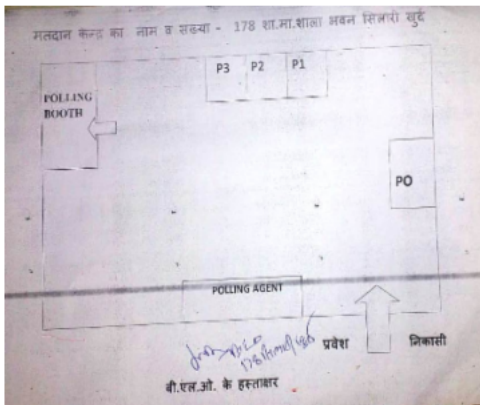 मतदान केन्द्र का नाम व संख्या - 178 शा.मा.शाला भवन सिलारी खुर्द
P3 P2 P1
POLLING
BOOTH
PO
POLLING AGENT
प्रवेश निकासी
बी.एल.ओ. के हस्ताक्षर